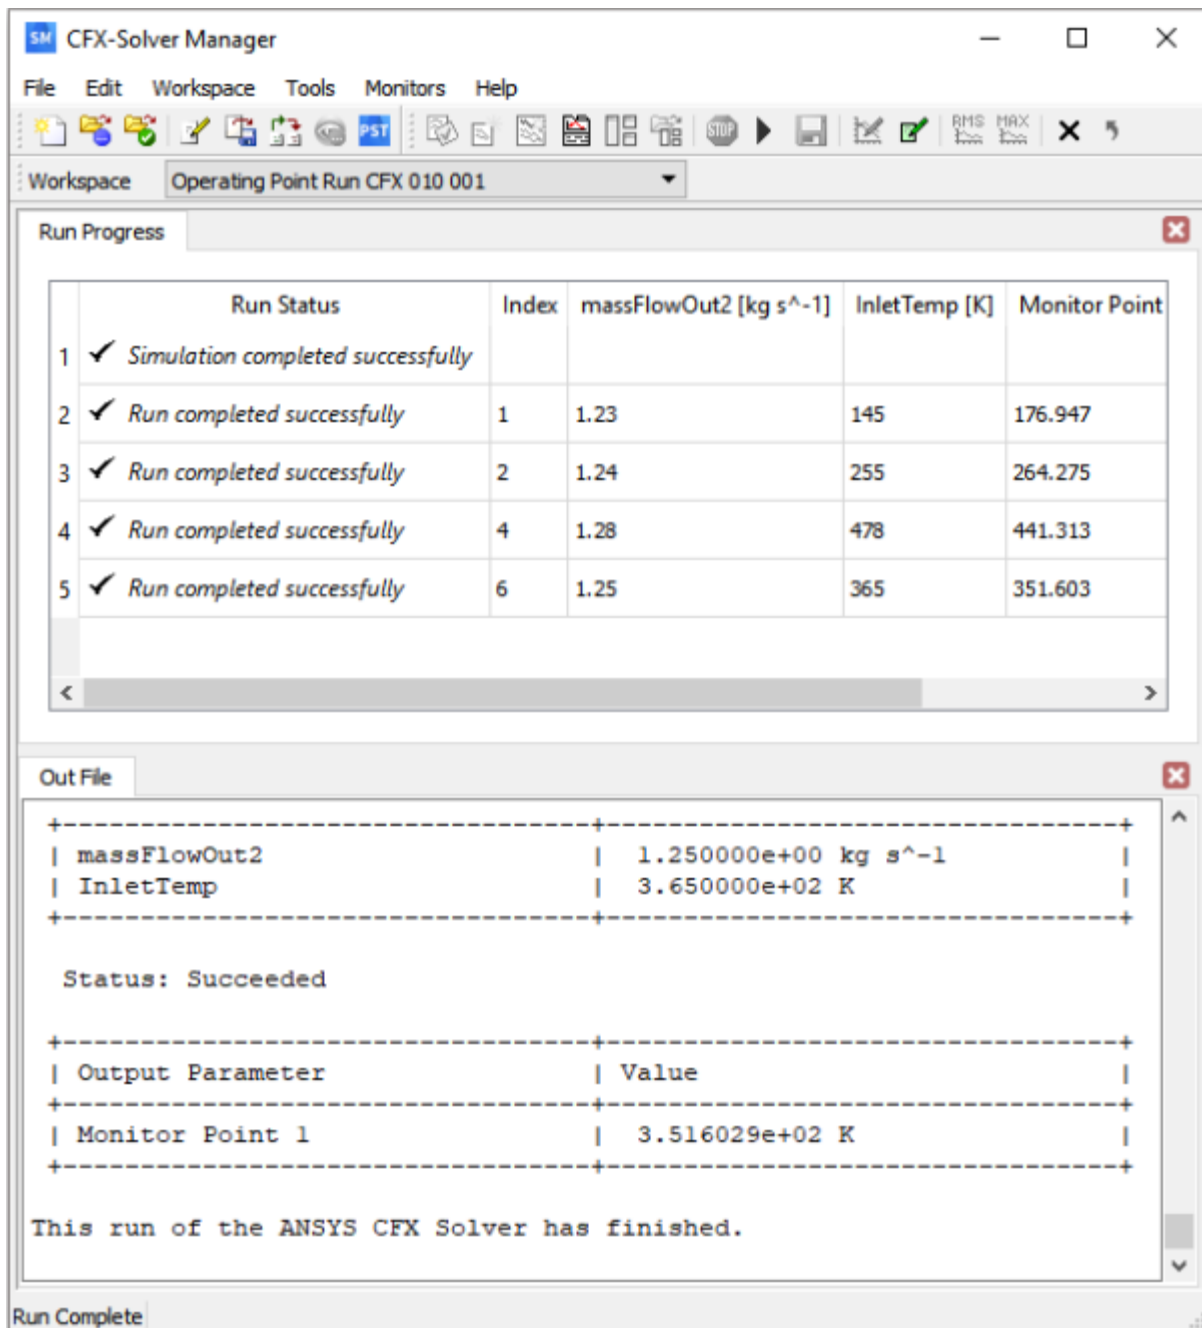 SM CFX-Solver Manager
File Edit Workspace Tools Monitors Help
PST STOP RMS MAX
Workspace Operating Point Run CFX 010 001
Run Progress
Run Status Index massFlowOut2 [kg s^-1] InletTemp [K] Monitor Point
1 Simulation completed successfully
2 Run completed successfully 1 1.23 145 176.947
3 Run completed successfully 2 1.24 255 264.275
4 Run completed successfully 4 1.28 478 441.313
5 Run completed successfully 6 1.25 365 351.603
Out File
+----------------------------------+---------------------------------+
| massFlowOut2 | 1.250000e+00 kg s^-1 |
| InletTemp | 3.650000e+02 K |
+----------------------------------+---------------------------------+
Status: Succeeded
+----------------------------------+---------------------------------+
| Output Parameter | Value |
+----------------------------------+---------------------------------+
| Monitor Point 1 | 3.516029e+02 K |
+----------------------------------+---------------------------------+
This run of the ANSYS CFX Solver has finished.
Run Complete